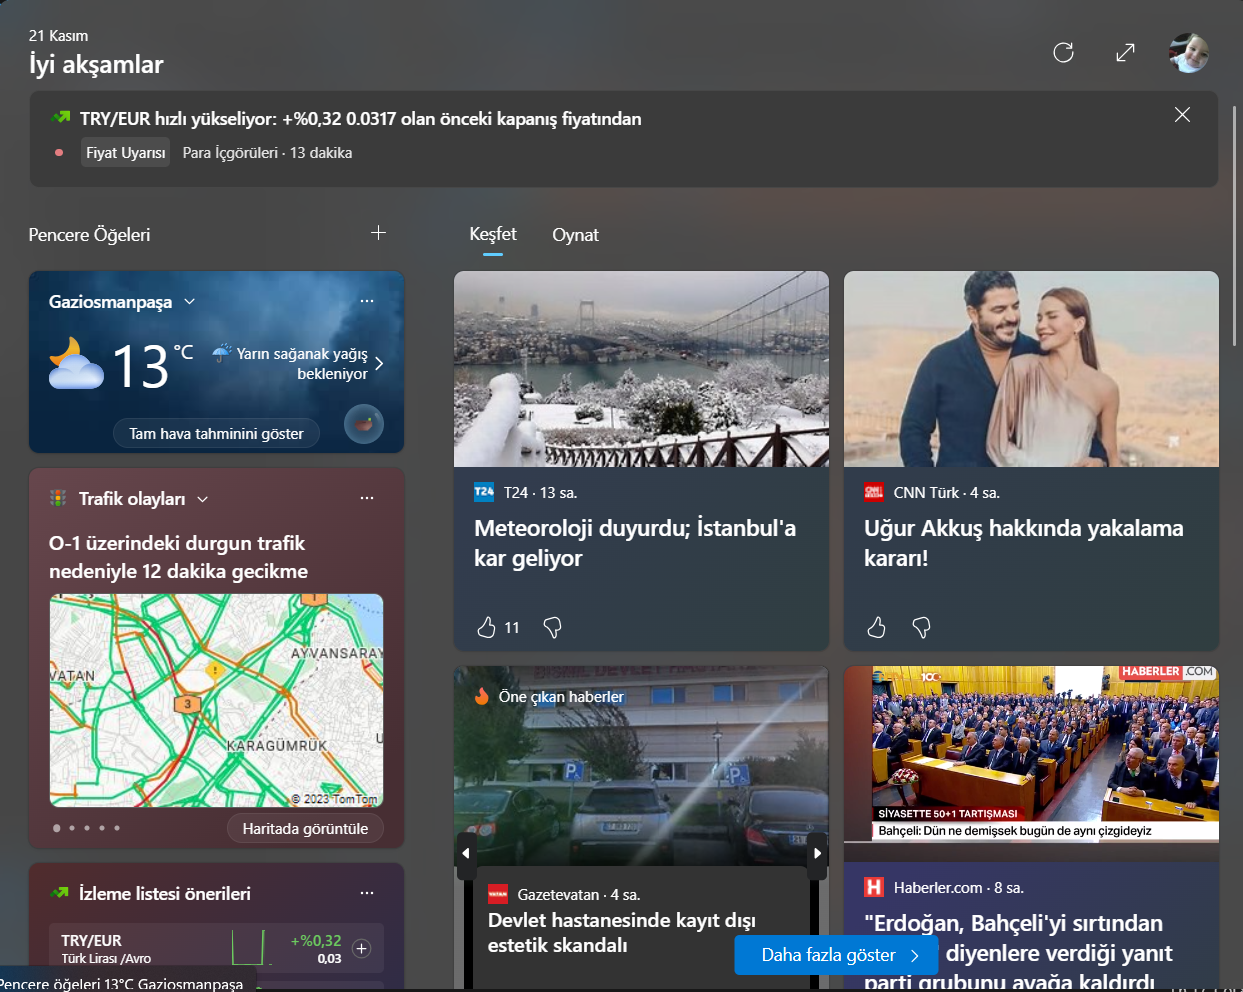 21 Kasım
İyi akşamlar
TRY/EUR hızlı yükseliyor: +%0,32 0.0317 olan önceki kapanış fiyatından
Fiyat Uyarısı Para İçgörüleri · 13 dakika
Pencere Öğeleri
Keşfet Oynat
Gaziosmanpaşa
13 °C
Yarın sağanak yağış
bekleniyor
Tam hava tahminini göster
Trafik olayları
O-1 üzerindeki durgun trafik
nedeniyle 12 dakika gecikme
1
AYVANSARAY
VATAN
3
KARAGÜMRÜK
© 2023 TomTom
Haritada görüntüle
İzleme listesi önerileri
TRY/EUR
+%0,32
Türk Lirası /Avro
0,03
Pencere öğeleri 13°C Gaziosmanpaşa
T24
T24 · 13 sa.
Meteoroloji duyurdu; İstanbul'a
kar geliyor
11
CNN Türk · 4 sa.
Uğur Akkuş hakkında yakalama
kararı!
DEVLET
Öne çıkan haberler
P
P
VATAN
Gazetevatan · 4 sa.
Devlet hastanesinde kayıt dışı
estetik skandalı
HABERLER.COM
SİYASETTE 50+1 TARTIŞMASI
Bahçeli: Dün ne demişsek bugün de aynı çizgideyiz
H
Haberler.com · 8 sa.
"Erdoğan, Bahçeli'yi sırtından
diyenlere verdiği yanıt
parti grubunu ayağa kaldırdı
Daha fazla göster